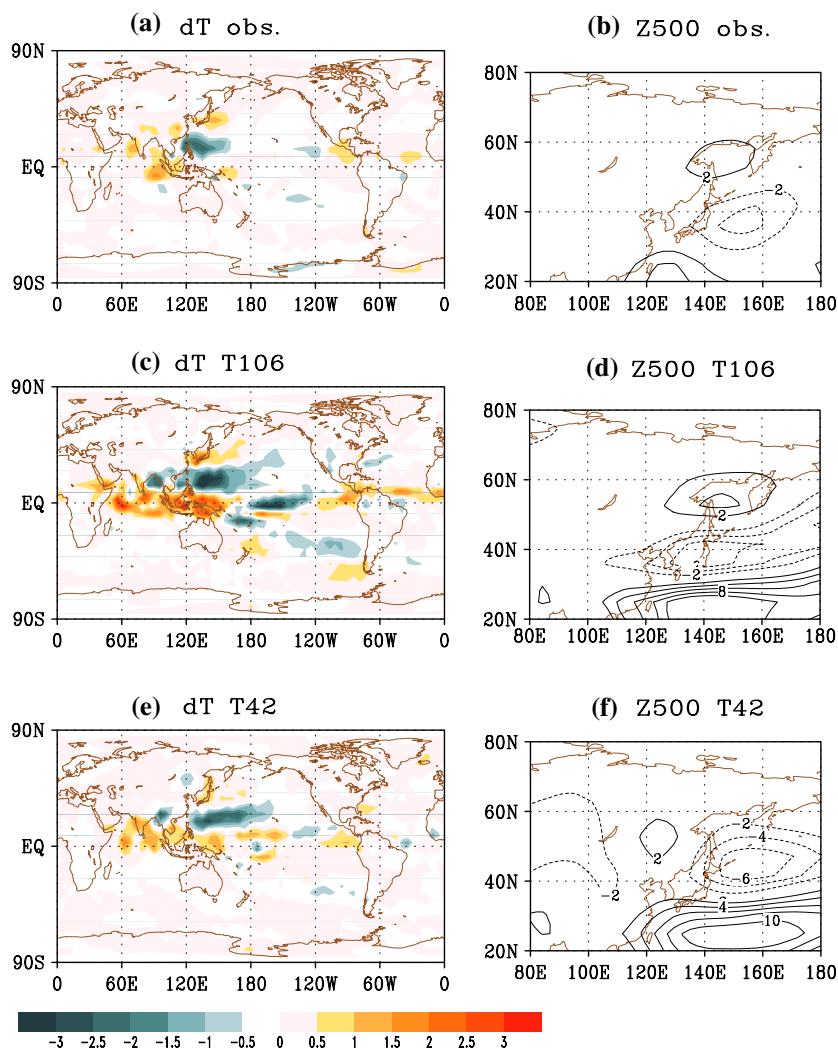 (a) dT obs.
90N
EQ
90S
0 60E 120E 180 120W 60W 0
(b) Z500 obs.
80N
60N
40N
20N
80E 100E 120E 140E 160E 180
2
-2
(c) dT T106
90N
EQ
90S
0 60E 120E 180 120W 60W 0
(d) Z500 T106
80N
60N
40N
20N
80E 100E 120E 140E 160E 180
2
2
8
(e) dT T42
90N
EQ
90S
0 60E 120E 180 120W 60W 0
(f) Z500 T42
80N
60N
40N
20N
80E 100E 120E 140E 160E 180
-2
-4
2
-6
-2
4
10
-3 -2.5 -2 -1.5 -1 -0.5 0 0.5 1 1.5 2 2.5 3